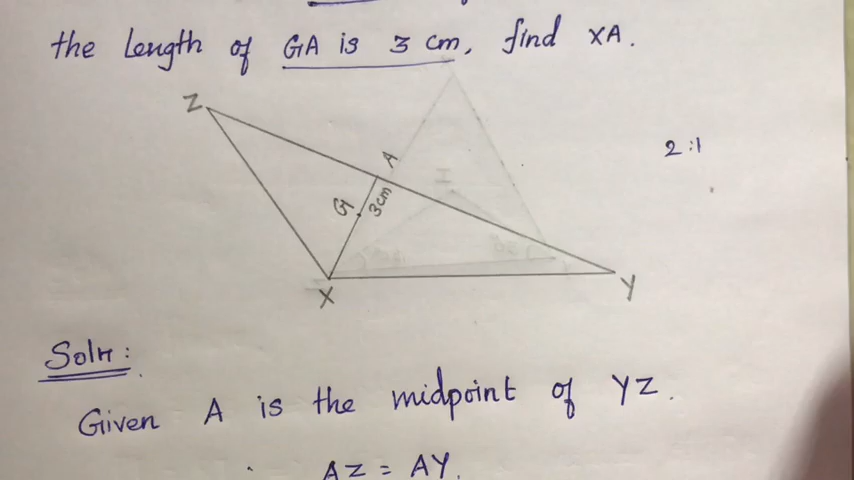 the length of GA is 3 cm, find XA.
Z
A
2:1
G
3cm
X
Y
Soln:
Given A is the midpoint of YZ.
AZ = AY.